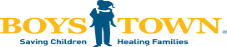 BOYS TOWN®
Saving Children Healing Families